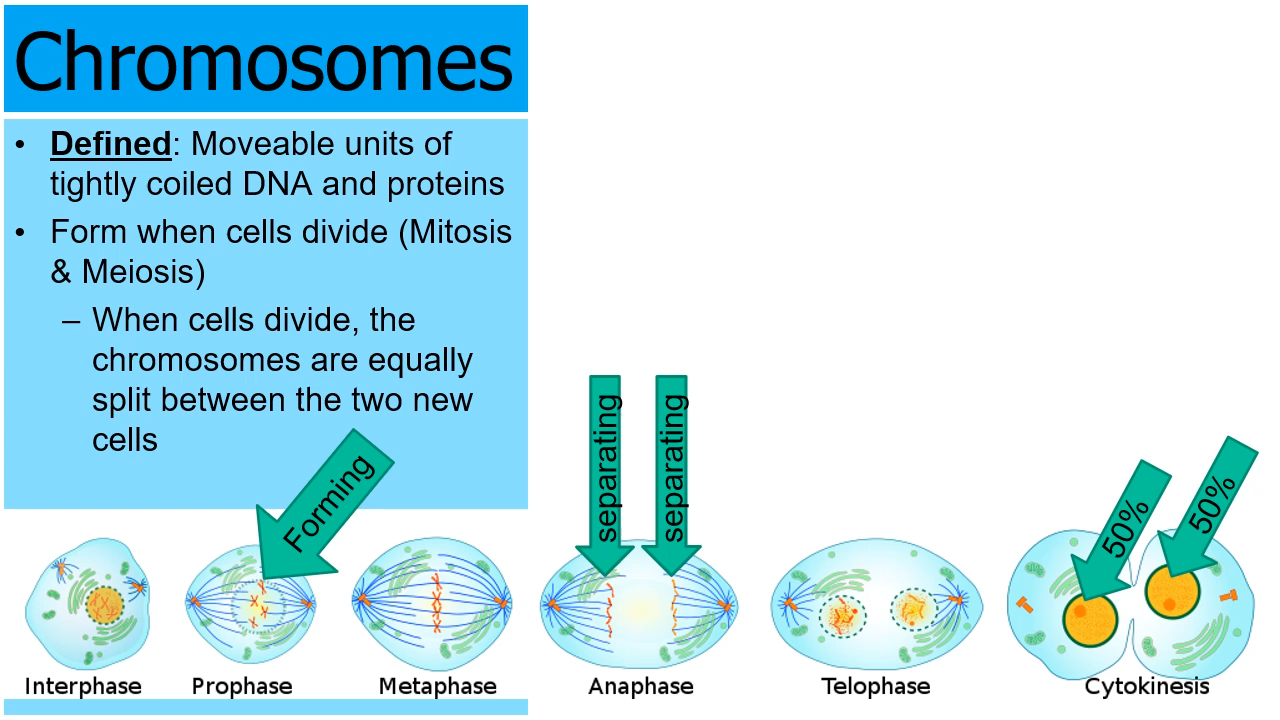 Chromosomes
• Defined: Moveable units of
tightly coiled DNA and proteins
• Form when cells divide (Mitosis
& Meiosis)
– When cells divide, the
chromosomes are equally
split between the two new
cells
Forming
separating
separating
50%
50%
Interphase
Prophase
Metaphase
Anaphase
Telophase
Cytokinesis